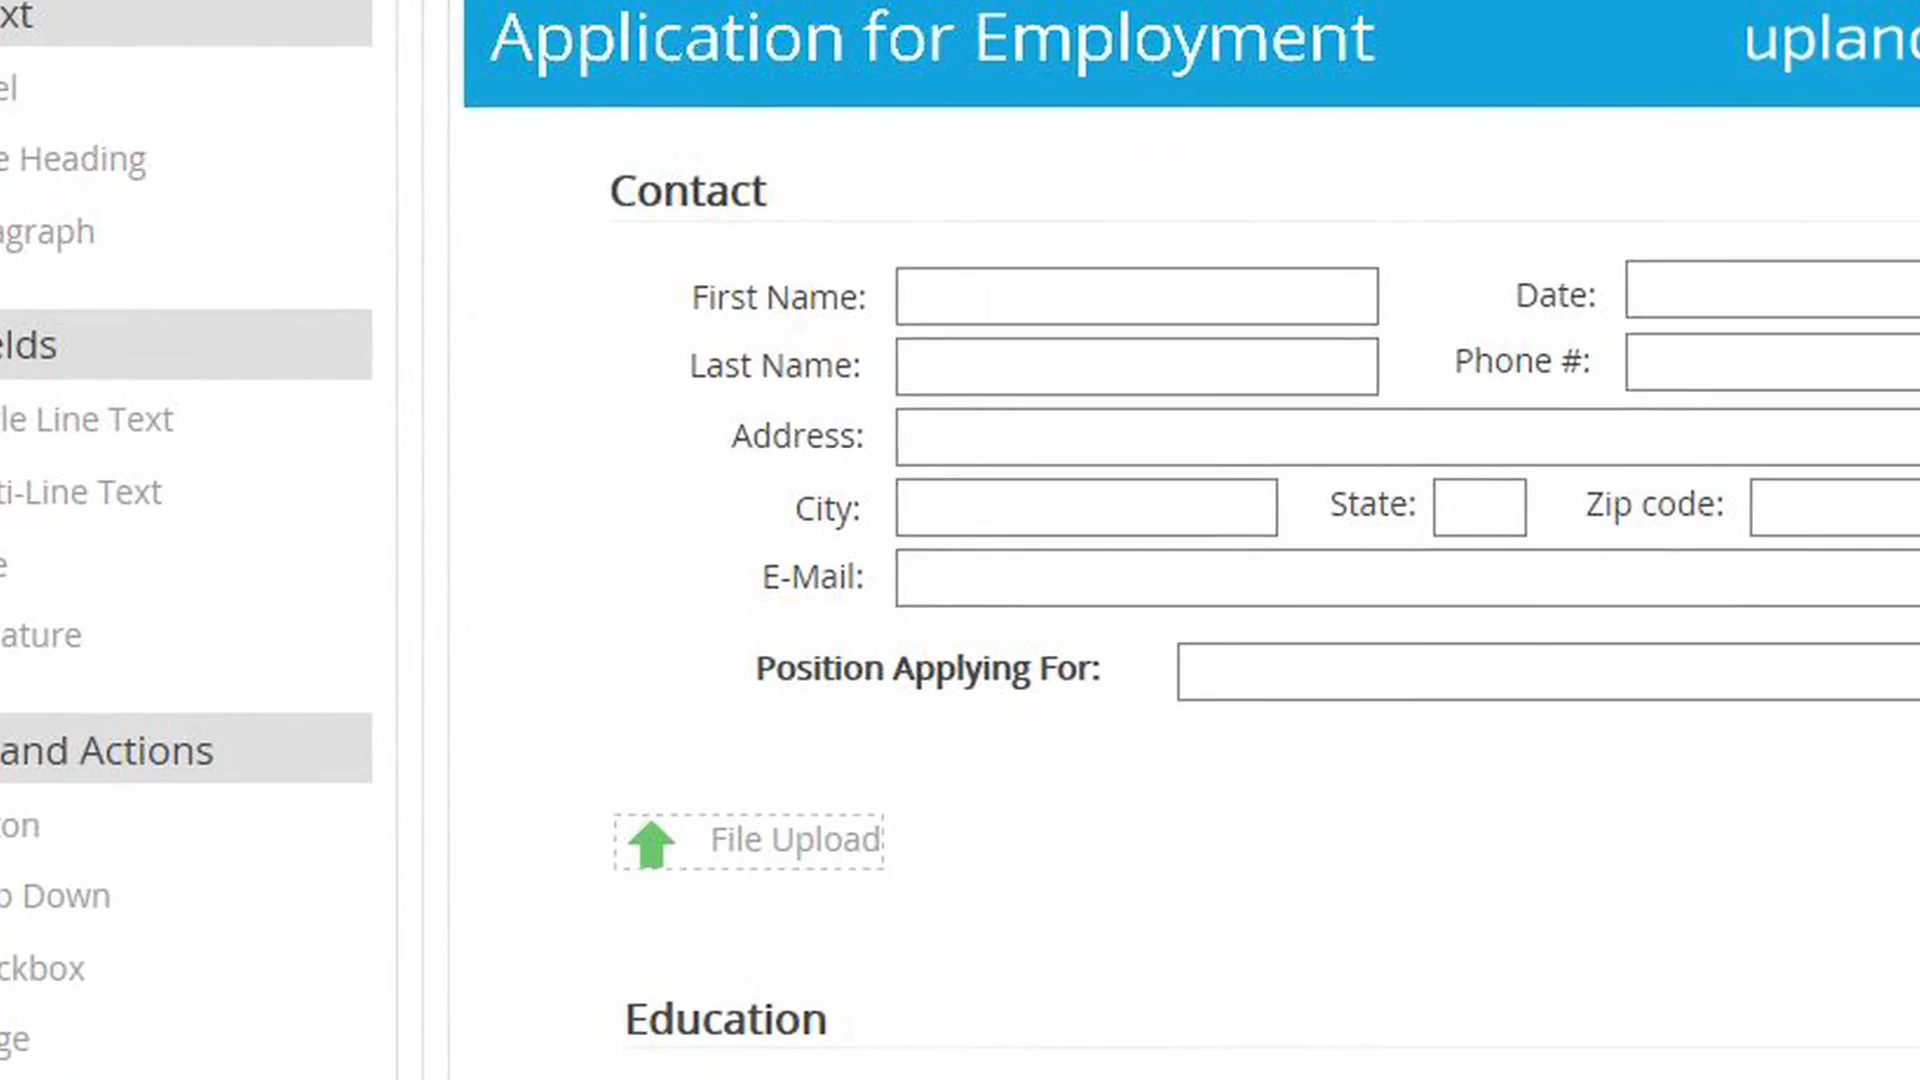 xt
el
e Heading
agraph
elds
le Line Text
ti-Line Text
e
ature
and Actions
on
p Down
ckbox
ge
Application for Employment
upland
Contact
First Name:
Date:
Last Name:
Phone #:
Address:
City:
State:
Zip code:
E-Mail:
Position Applying For:
File Upload
Education